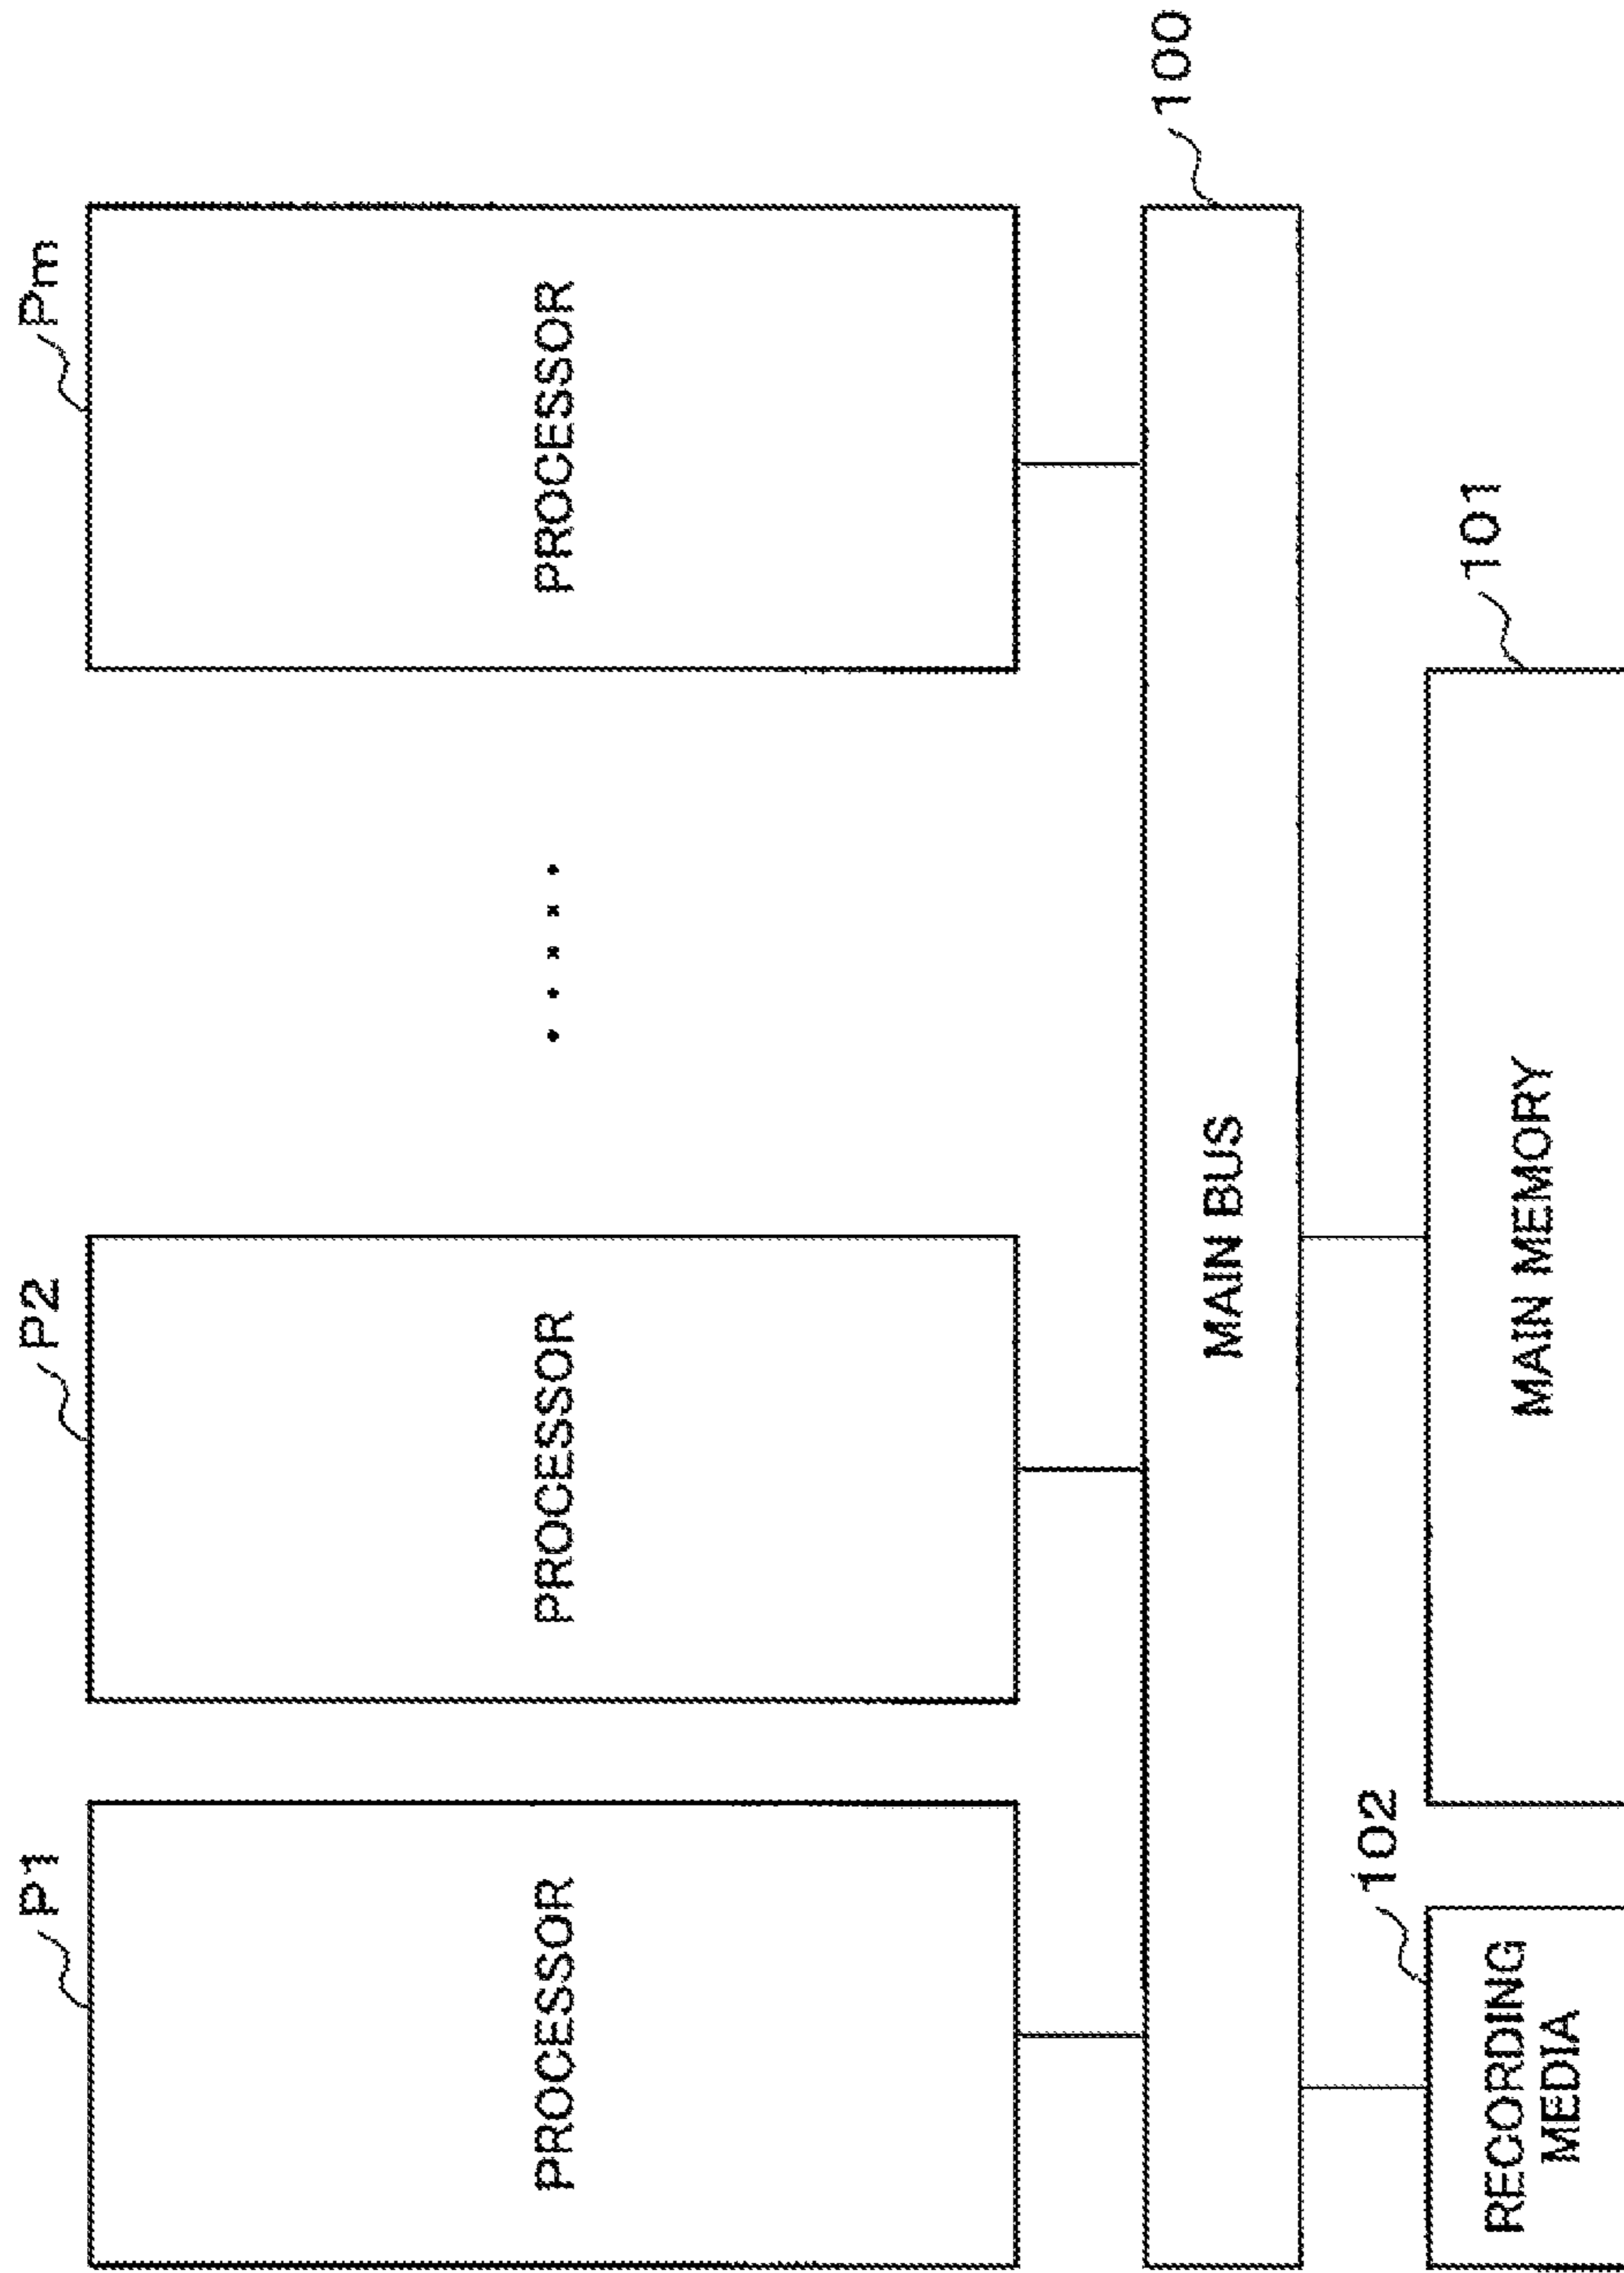 P1
P2
Pm
PROCESSOR
PROCESSOR
.....
PROCESSOR
100
MAIN BUS
102
101
RECORDING
MEDIA
MAIN MEMORY